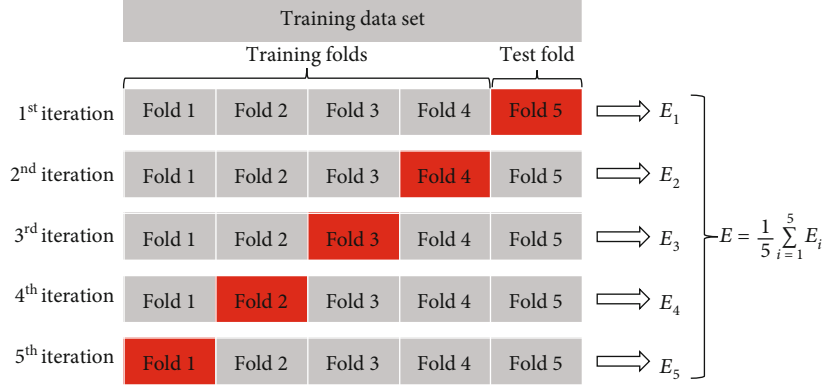 Training data set
Training folds Test fold
1st iteration Fold 1 Fold 2 Fold 3 Fold 4 Fold 5 E1
2nd iteration Fold 1 Fold 2 Fold 3 Fold 4 Fold 5 E2
3rd iteration Fold 1 Fold 2 Fold 3 Fold 4 Fold 5 E3
E = 1/5 5∑i = 1 Ei
4th iteration Fold 1 Fold 2 Fold 3 Fold 4 Fold 5 E4
5th iteration Fold 1 Fold 2 Fold 3 Fold 4 Fold 5 E5